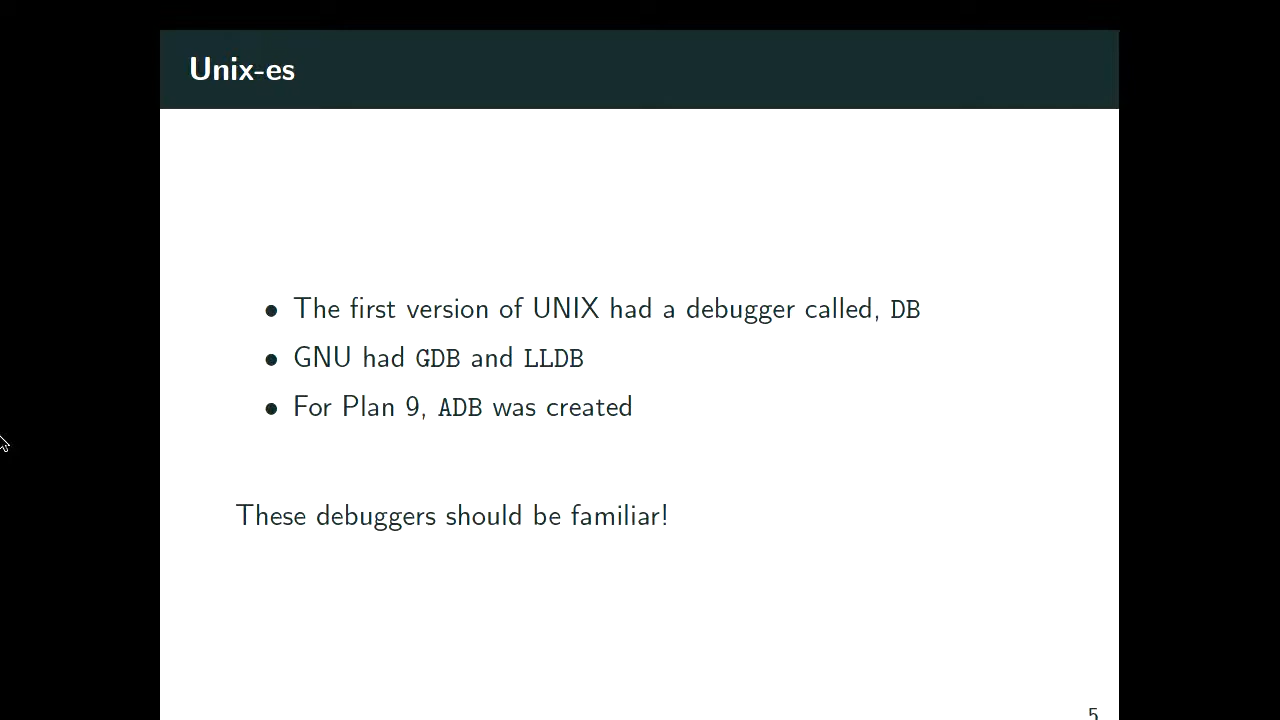 Unix-es
• The first version of UNIX had a debugger called, DB
• GNU had GDB and LLDB
• For Plan 9, ADB was created
These debuggers should be familiar!
5